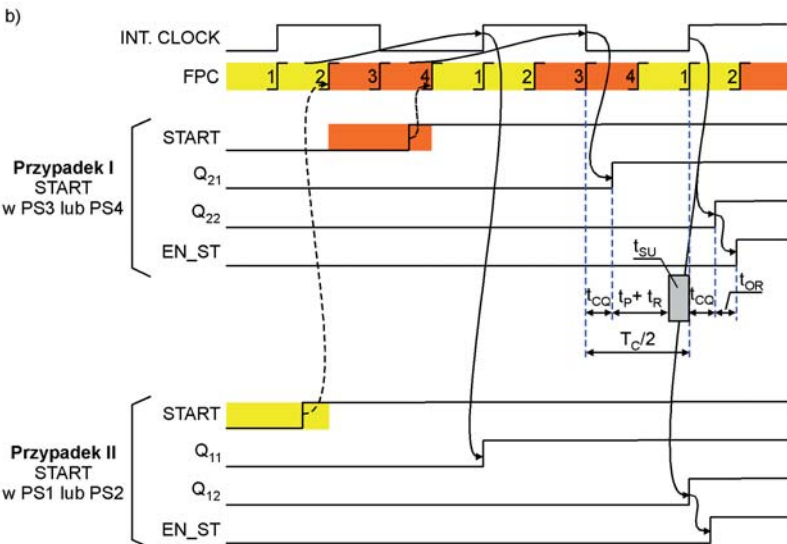 b)
INT. CLOCK
FPC 1 2 3 4 1 2 3 4 1 2
START
Przypadek I
START
w PS3 lub PS4
Q21
Q22
EN_ST
tSU
tCQ tP + tR tCQ tOR
TC/2
START
Przypadek II
START
w PS1 lub PS2
Q11
Q12
EN_ST